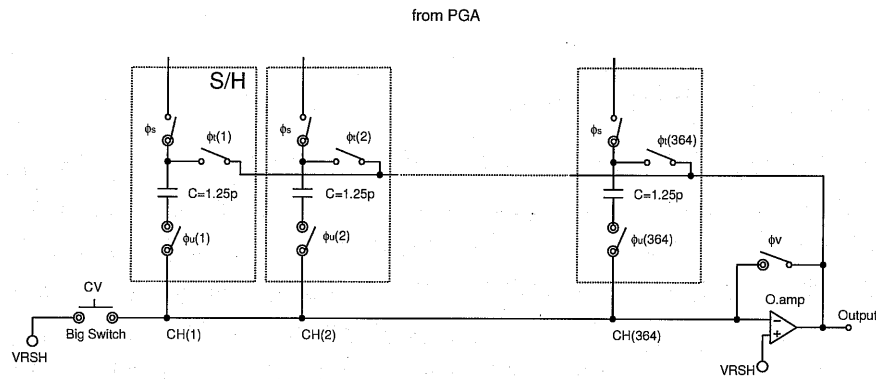 from PGA
S/H
ϕs
ϕt(1)
ϕs
ϕt(2)
ϕs
ϕt(364)
C=1.25p
C=1.25p
C=1.25p
ϕu(1)
ϕu(2)
ϕu(364)
ϕv
CV
O.amp
Big Switch
CH(1)
CH(2)
CH(364)
Output
VRSH
VRSH